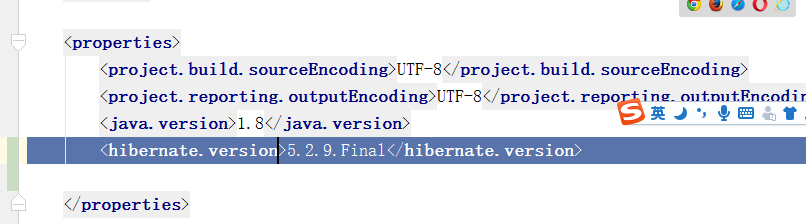 <properties>
<project.build.sourceEncoding>UTF-8</project.build.sourceEncoding>
<project.reporting.outputEncoding>UTF-8</project.reporting.outputEncodin
<java.version>1.8</java.version>
英
<hibernate.version>5.2.9.Final</hibernate.version>
</properties>